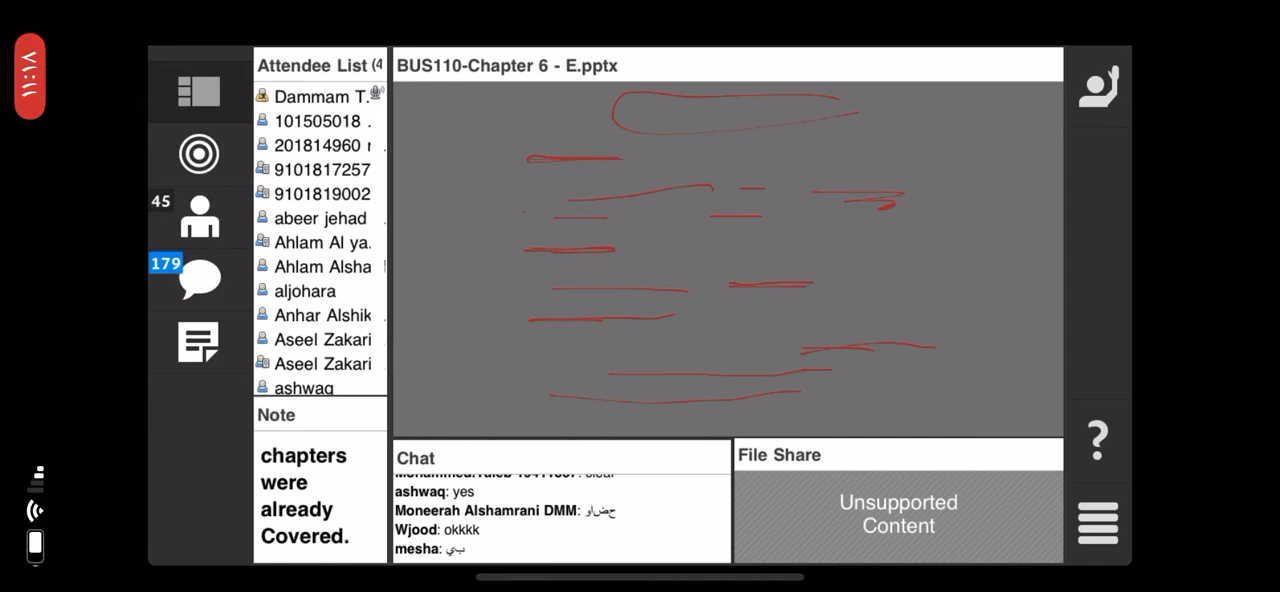 ٧:١١
45
179
Attendee List (4
Dammam T.
101505018 .
201814960 r
9101817257
9101819002
abeer jehad
Ahlam Al ya.
Ahlam Alsha
aljohara
Anhar Alshik
Aseel Zakari
Aseel Zakari
ashwaq
Note
chapters
were
already
Covered.
BUS110-Chapter 6 - E.pptx
Chat
ashwaq: yes
Moneerah Alshamrani DMM: حضاو
Wjood: okkkk
mesha: بي
File Share
Unsupported
Content
?